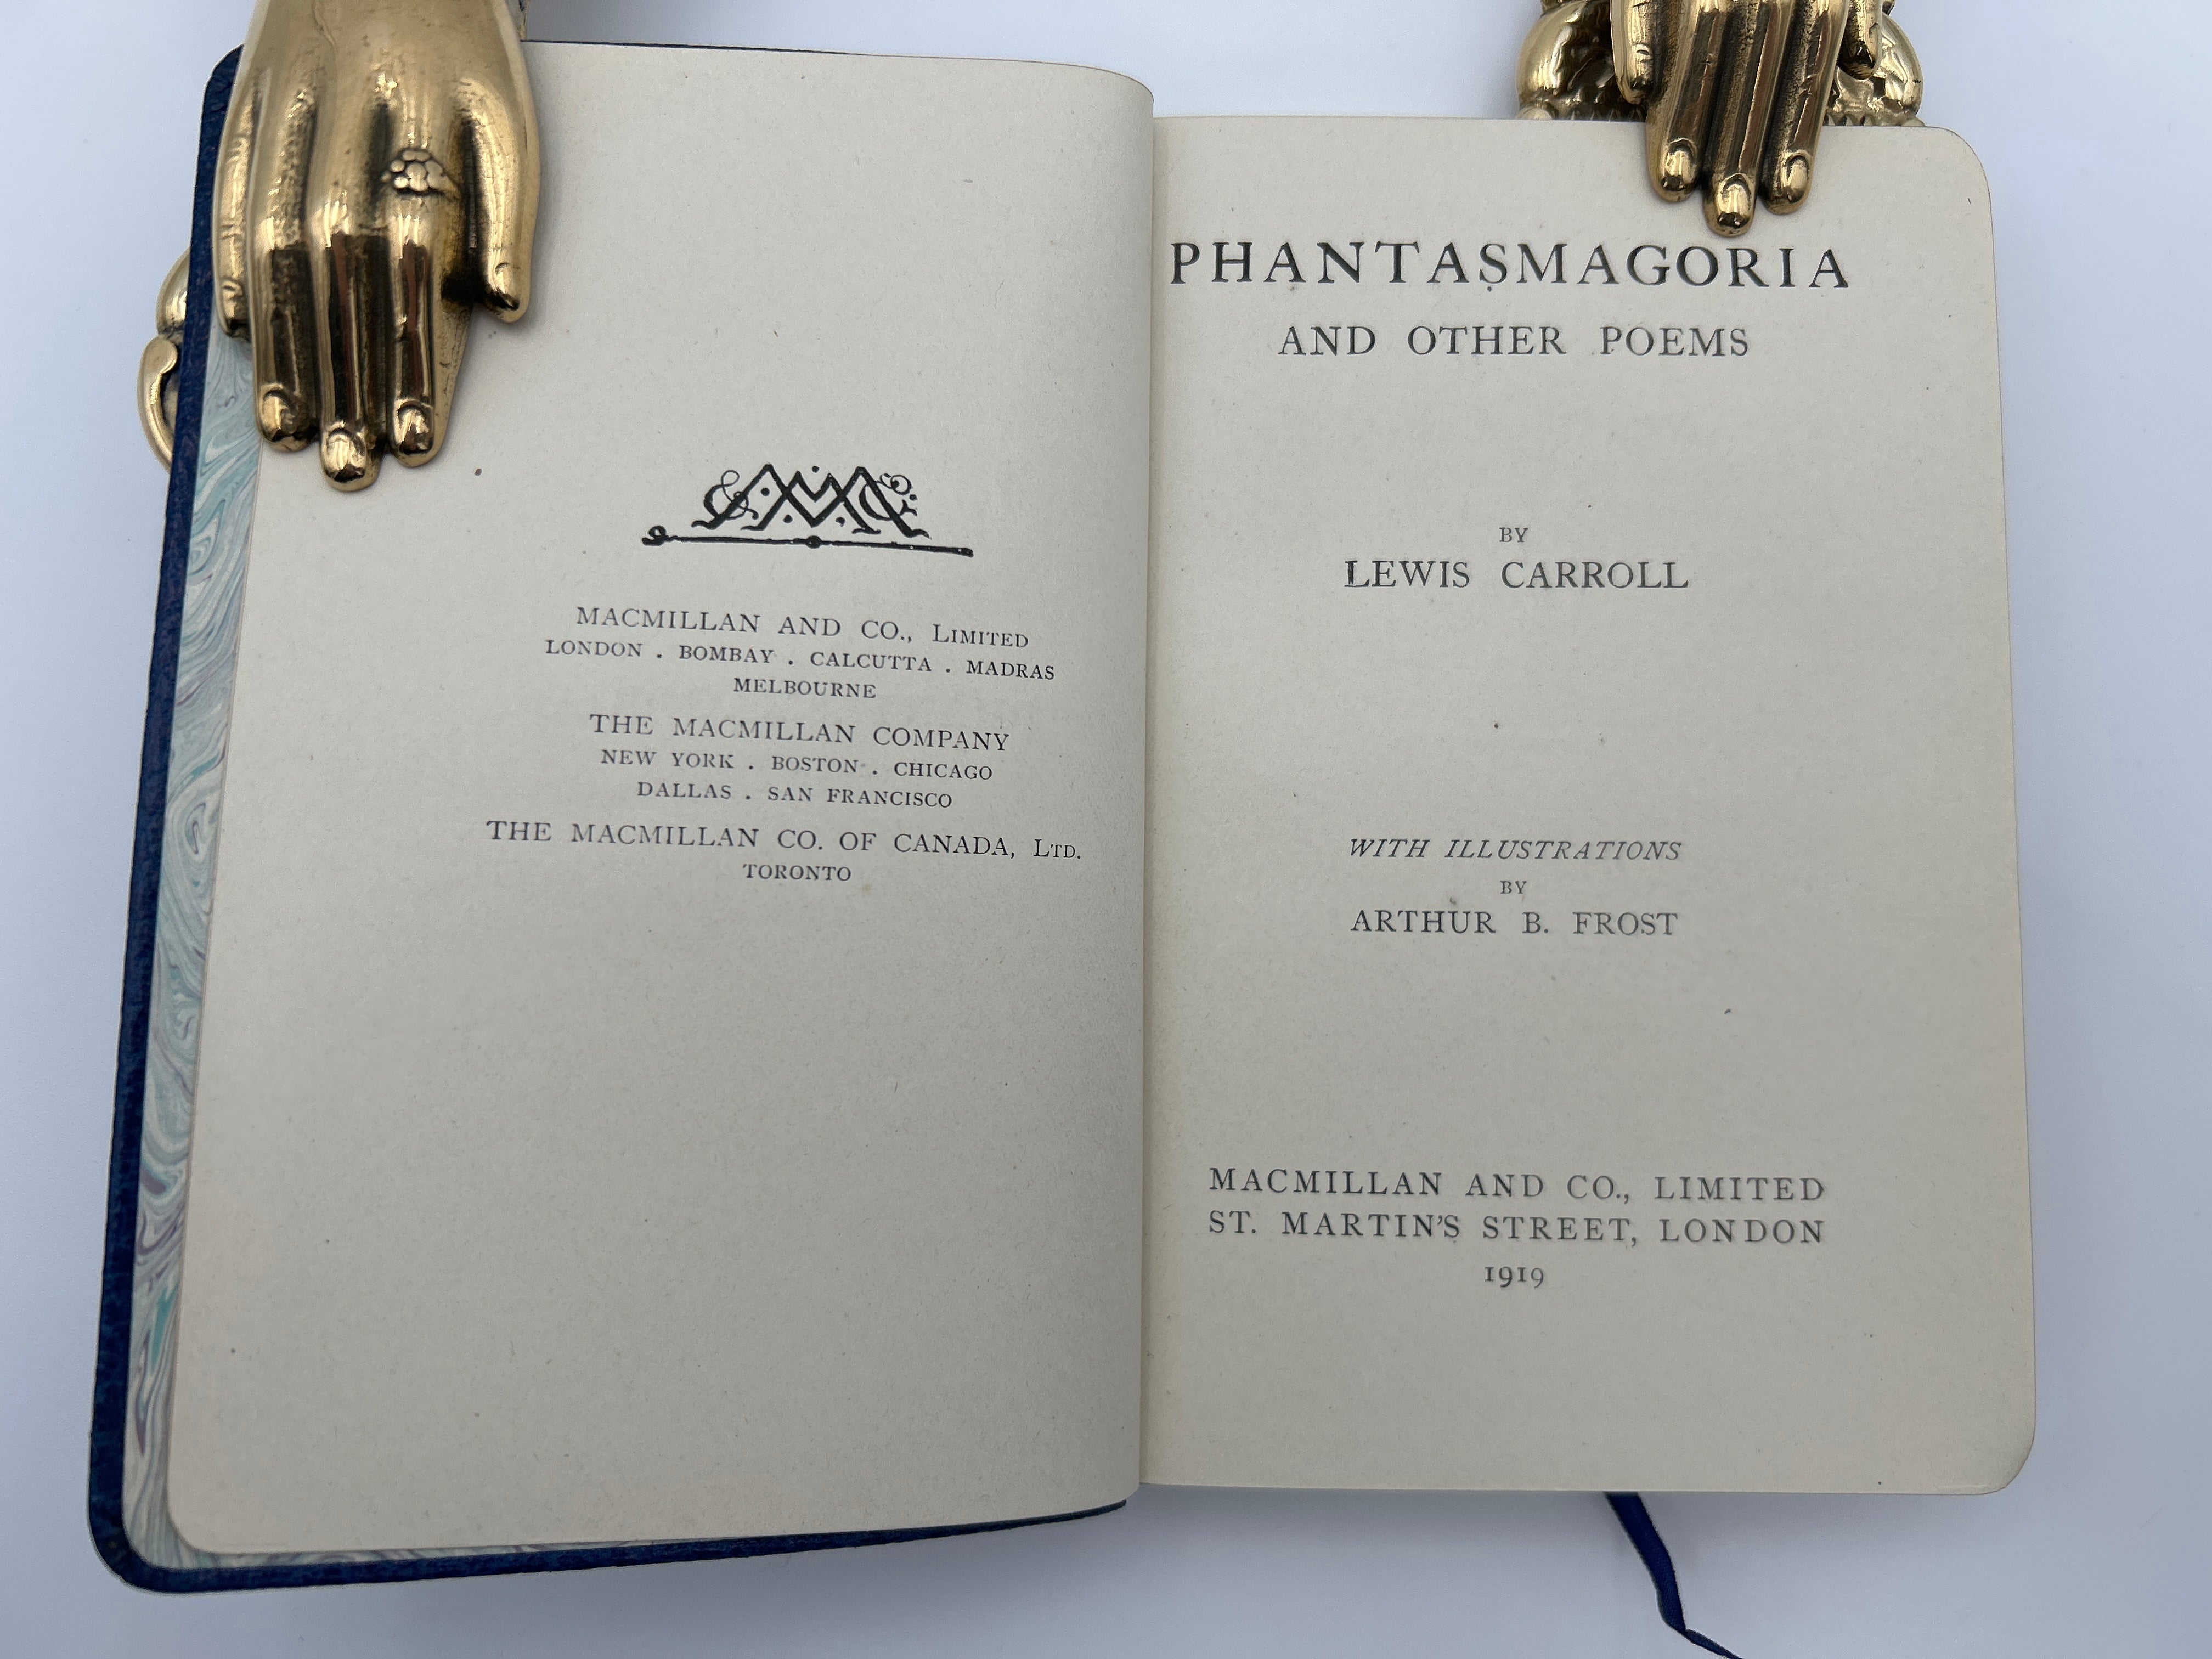 MACMILLAN AND CO., LIMITED
LONDON . BOMBAY . CALCUTTA . MADRAS
MELBOURNE
THE MACMILLAN COMPANY
NEW YORK . BOSTON . CHICAGO
DALLAS . SAN FRANCISCO
THE MACMILLAN CO. OF CANADA, LTD.
TORONTO
PHANTASMAGORIA
AND OTHER POEMS
BY
LEWIS CARROLL
WITH ILLUSTRATIONS
BY
ARTHUR B. FROST
MACMILLAN AND CO., LIMITED
ST. MARTIN'S STREET, LONDON
1919